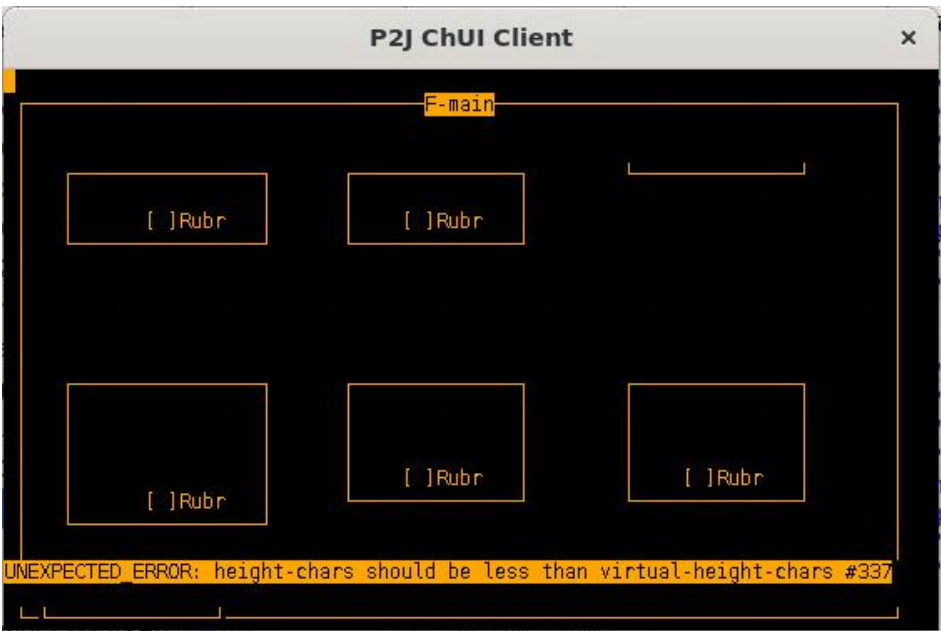 P2J ChUI Client ×
F-main
[ ]Rubr [ ]Rubr
[ ]Rubr [ ]Rubr
[ ]Rubr
UNEXPECTED_ERROR: height-chars should be less than virtual-height-chars #337